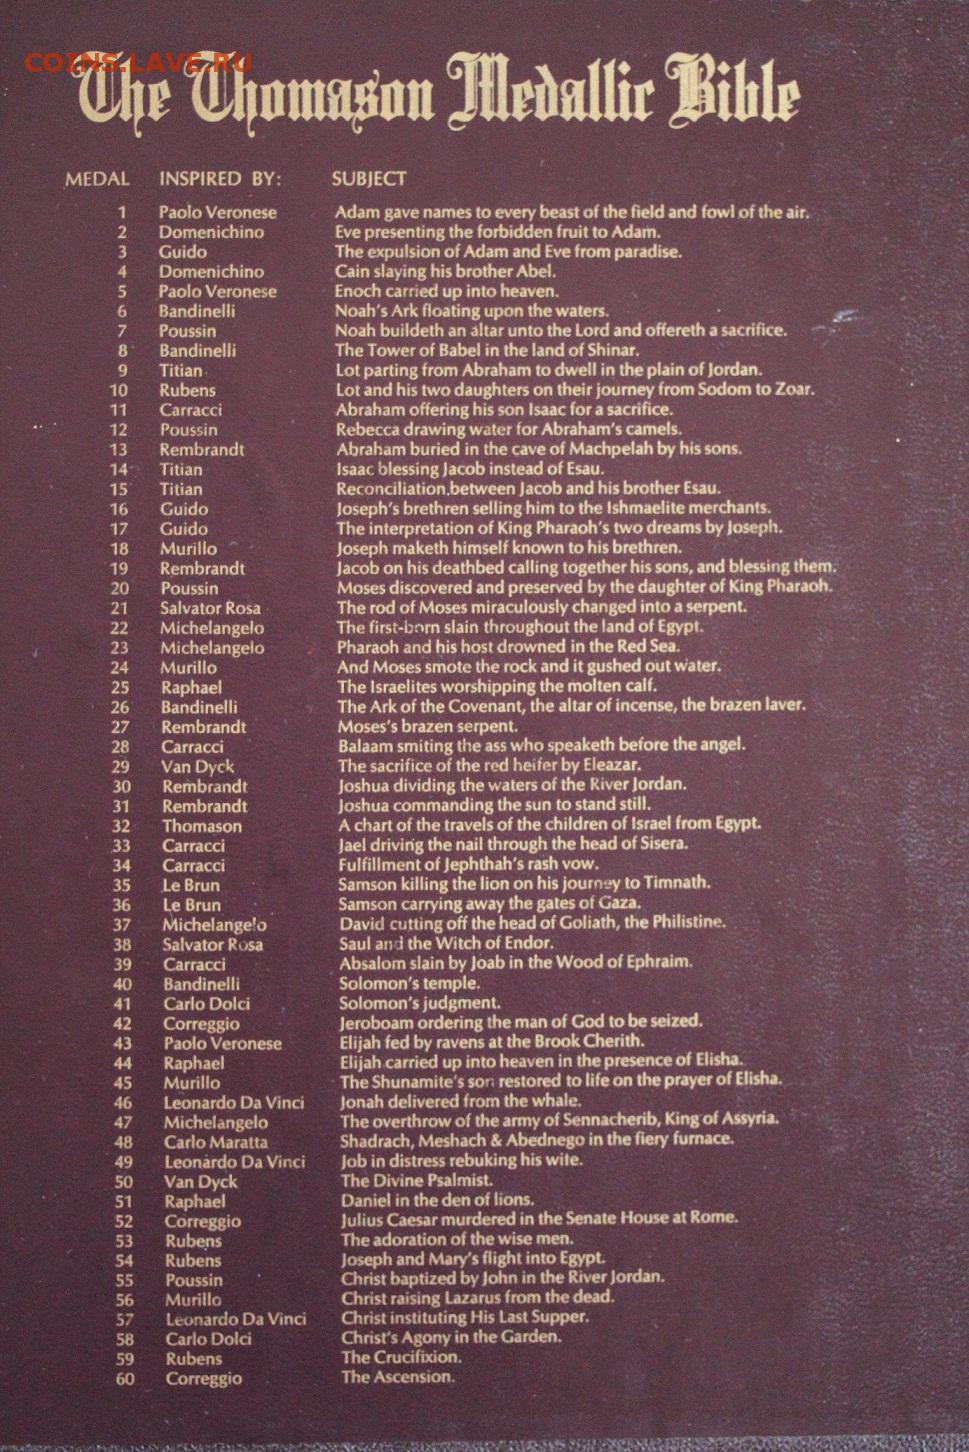 COINS.LAVE.RU
The Thomason Medallic Bible
MEDAL INSPIRED BY: SUBJECT
1 Paolo Veronese Adam gave names to every beast of the field and fowl of the air.
2 Domenichino Eve presenting the forbidden fruit to Adam.
3 Guido The expulsion of Adam and Eve from paradise.
4 Domenichino Cain slaying his brother Abel.
5 Paolo Veronese Enoch carried up into heaven.
6 Bandinelli Noah's Ark floating upon the waters.
7 Poussin Noah buildeth an altar unto the Lord and offereth a sacrifice.
8 Bandinelli The Tower of Babel in the land of Shinar.
9 Titian Lot parting from Abraham to dwell in the plain of Jordan.
10 Rubens Lot and his two daughters on their journey from Sodom to Zoar.
11 Carracci Abraham offering his son Isaac for a sacrifice.
12 Poussin Rebecca drawing water for Abraham's camels.
13 Rembrandt Abraham buried in the cave of Machpelah by his sons.
14 Titian Isaac blessing Jacob instead of Esau.
15 Titian Reconciliation between Jacob and his brother Esau.
16 Guido Joseph's brethren selling him to the Ishmaelite merchants.
17 Guido The interpretation of King Pharaoh's two dreams by Joseph.
18 Murillo Joseph maketh himself known to his brethren.
19 Rembrandt Jacob on his deathbed calling together his sons, and blessing them.
20 Poussin Moses discovered and preserved by the daughter of King Pharaoh.
21 Salvator Rosa The rod of Moses miraculously changed into a serpent.
22 Michelangelo The first-born slain throughout the land of Egypt.
23 Michelangelo Pharaoh and his host drowned in the Red Sea.
24 Murillo And Moses smote the rock and it gushed out water.
25 Raphael The Israelites worshipping the molten calf.
26 Bandinelli The Ark of the Covenant, the altar of incense, the brazen laver.
27 Rembrandt Moses's brazen serpent.
28 Carracci Balaam smiting the ass who speaketh before the angel.
29 Van Dyck The sacrifice of the red heifer by Eleazar.
30 Rembrandt Joshua dividing the waters of the River Jordan.
31 Rembrandt Joshua commanding the sun to stand still.
32 Thomason A chart of the travels of the children of Israel from Egypt.
33 Carracci Jael driving the nail through the head of Sisera.
34 Carracci Fulfillment of Jephthah's rash vow.
35 Le Brun Samson killing the lion on his journey to Timnath.
36 Le Brun Samson carrying away the gates of Gaza.
37 Michelangelo David cutting off the head of Goliath, the Philistine.
38 Salvator Rosa Saul and the Witch of Endor.
39 Carracci Absalom slain by Joab in the Wood of Ephraim.
40 Bandinelli Solomon's temple.
41 Carlo Dolci Solomon's judgment.
42 Correggio Jeroboam ordering the man of God to be seized.
43 Paolo Veronese Elijah fed by ravens at the Brook Cherith.
44 Raphael Elijah carried up into heaven in the presence of Elisha.
45 Murillo The Shunamite's son restored to life on the prayer of Elisha.
46 Leonardo Da Vinci Jonah delivered from the whale.
47 Michelangelo The overthrow of the army of Sennacherib, King of Assyria.
48 Carlo Maratta Shadrach, Meshach & Abednego in the fiery furnace.
49 Leonardo Da Vinci Job in distress rebuking his wife.
50 Van Dyck The Divine Psalmist.
51 Raphael Daniel in the den of lions.
52 Correggio Julius Caesar murdered in the Senate House at Rome.
53 Rubens The adoration of the wise men.
54 Rubens Joseph and Mary's flight into Egypt.
55 Poussin Christ baptized by John in the River Jordan.
56 Murillo Christ raising Lazarus from the dead.
57 Leonardo Da Vinci Christ instituting His Last Supper.
58 Carlo Dolci Christ's Agony in the Garden.
59 Rubens The Crucifixion.
60 Correggio The Ascension.